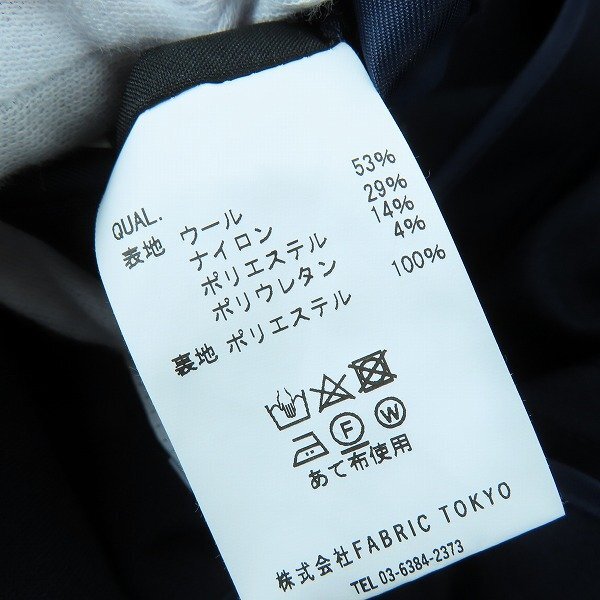 QUAL.
表地 ウール 53%
ナイロン 29%
ポリエステル 14%
ポリウレタン 4%
裏地 ポリエステル 100%
F W
あて布使用
株式会社FABRIC TOKYO
TEL 03-6384-2373